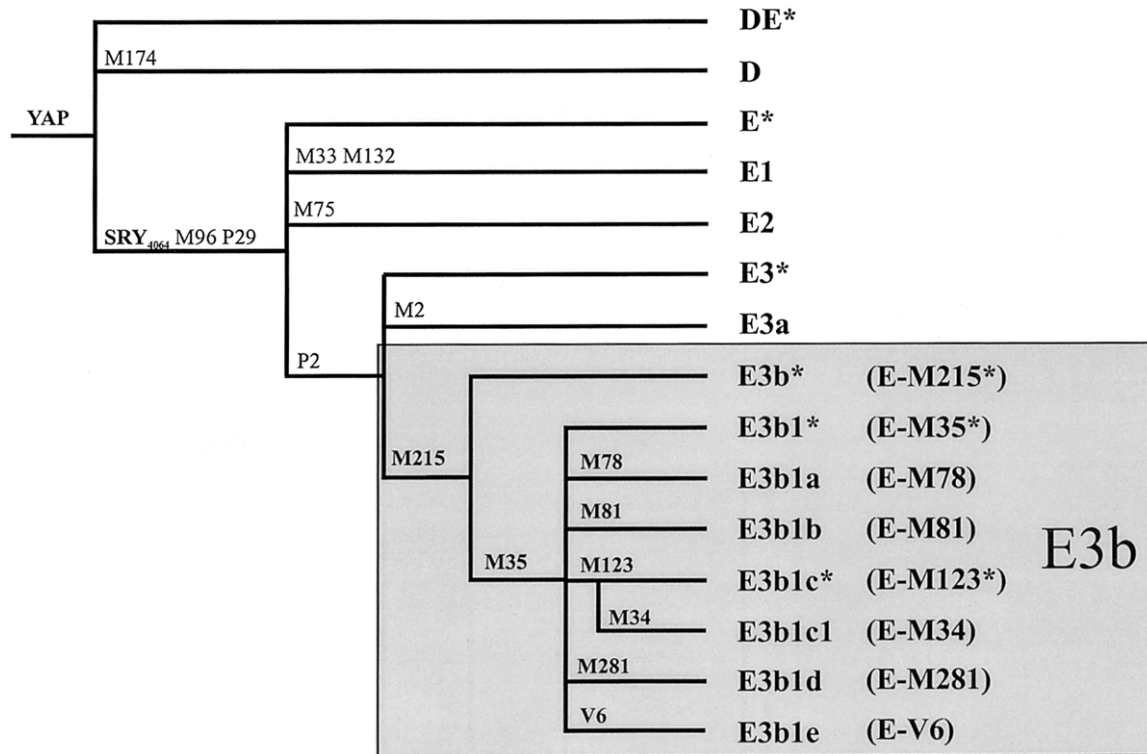 DE*
M174
D
YAP
E*
M33 M132
E1
M75
E2
SRY4064 M96 P29
E3*
M2
E3a
P2
E3b* (E-M215*)
E3b1* (E-M35*)
M215
M78
E3b1a (E-M78)
M81
E3b1b (E-M81)
E3b
M35
M123
E3b1c* (E-M123*)
M34
E3b1c1 (E-M34)
M281
E3b1d (E-M281)
V6
E3b1e (E-V6)